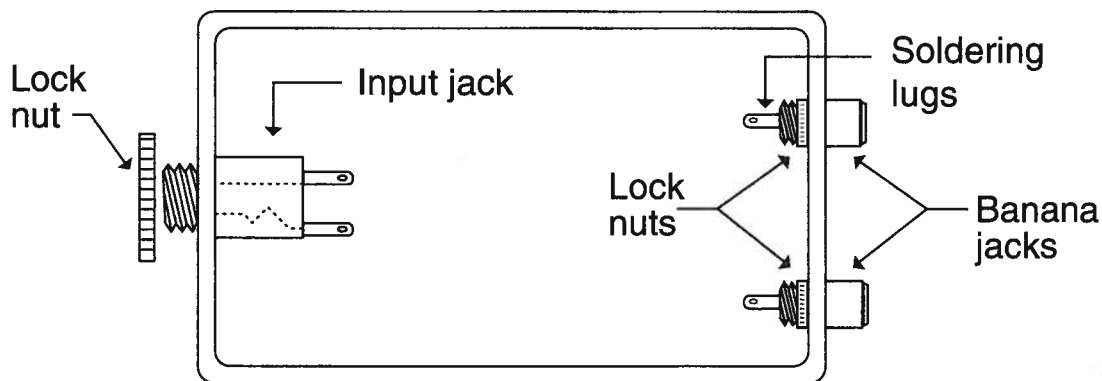 Lock
nut
Input jack
Soldering
lugs
Lock
nuts
Banana
jacks